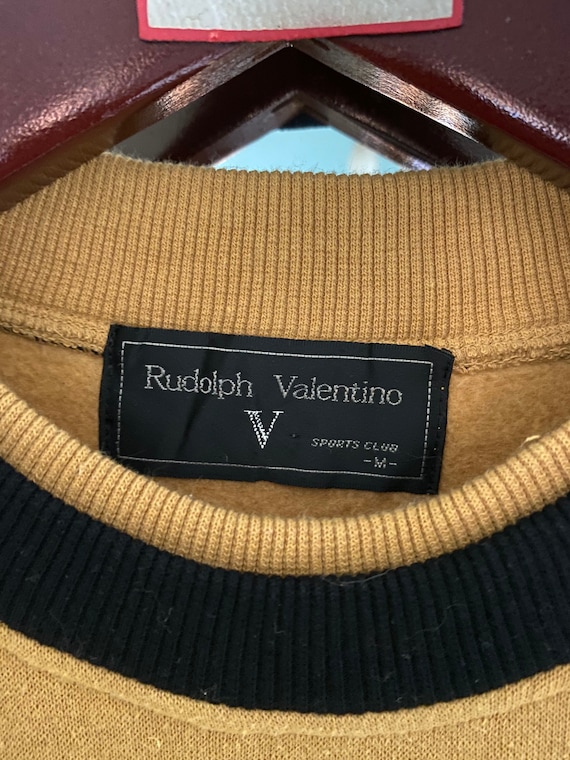 Rudolph Valentino
V
SPORTS CLUB
-M-